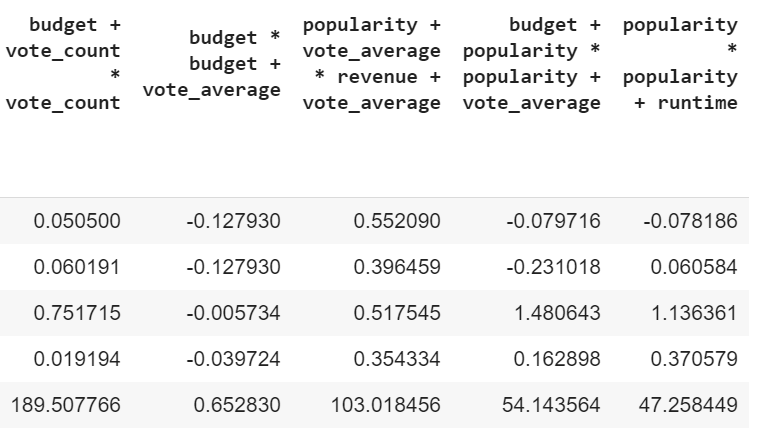 budget +
vote_count
*
vote_count
budget *
budget +
vote_average
popularity +
vote_average
* revenue +
vote_average
budget +
popularity *
popularity +
vote_average
popularity
*
popularity
+ runtime
0.050500 -0.127930 0.552090 -0.079716 -0.078186
0.060191 -0.127930 0.396459 -0.231018 0.060584
0.751715 -0.005734 0.517545 1.480643 1.136361
0.019194 -0.039724 0.354334 0.162898 0.370579
189.507766 0.652830 103.018456 54.143564 47.258449